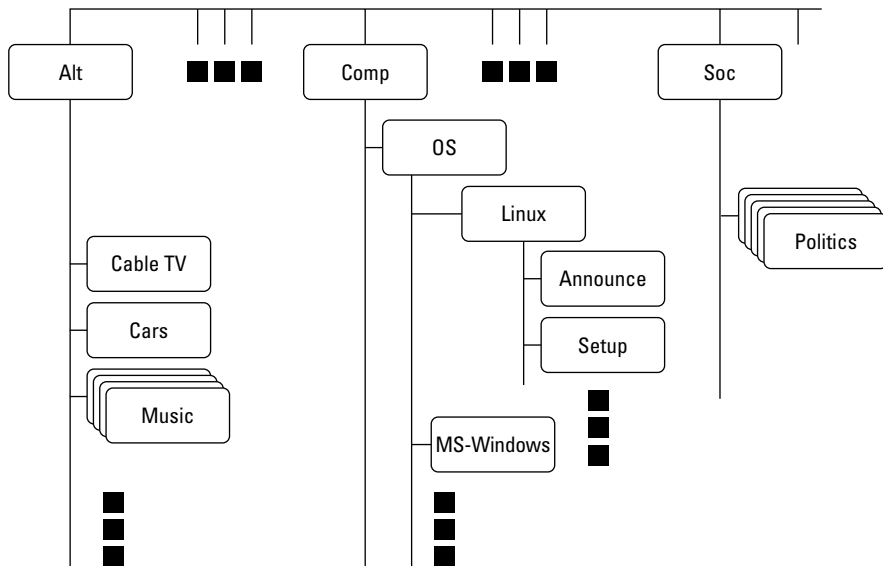 Alt
Comp
Soc
OS
Linux
Politics
Cable TV
Announce
Cars
Setup
Music
MS-Windows